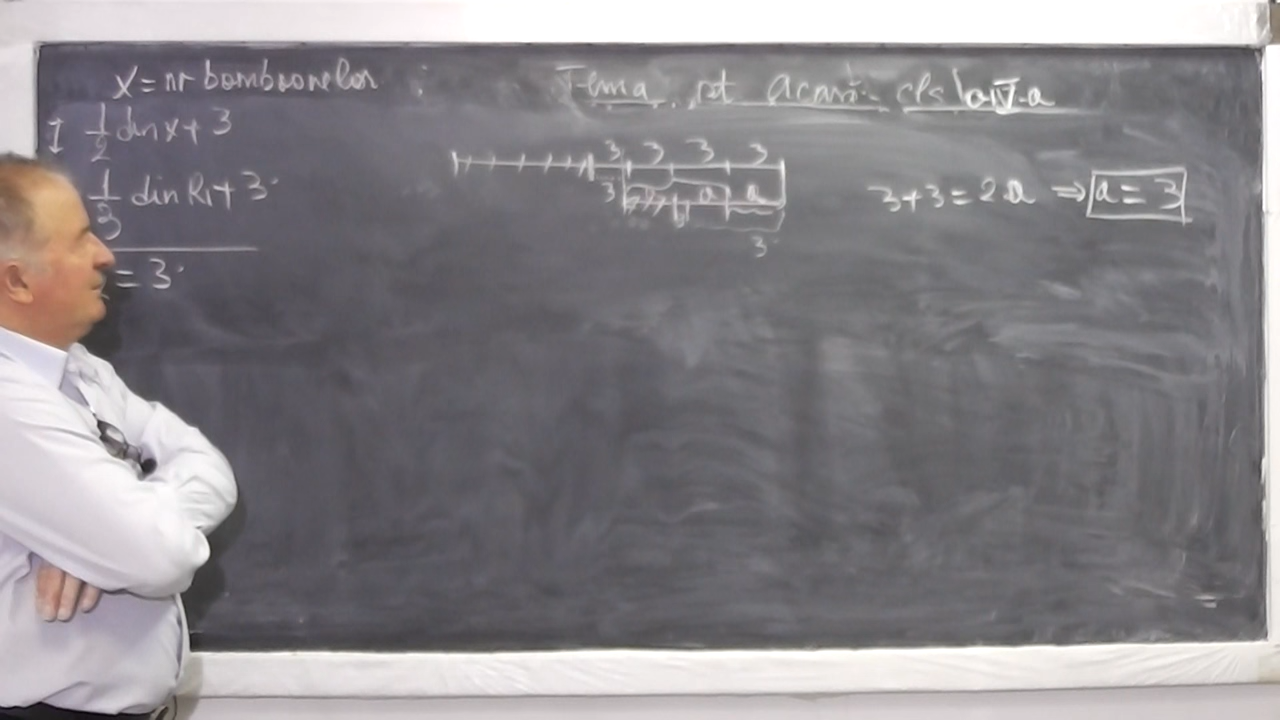 x = nr bomboanelor :
Tema pt acasă cls a IV-a
I 1/2 din x + 3
1/3 din R₁ + 3
= 3
3 3 3 3
3 a a
3
3 + 3 = 2·a ⇒ a = 3